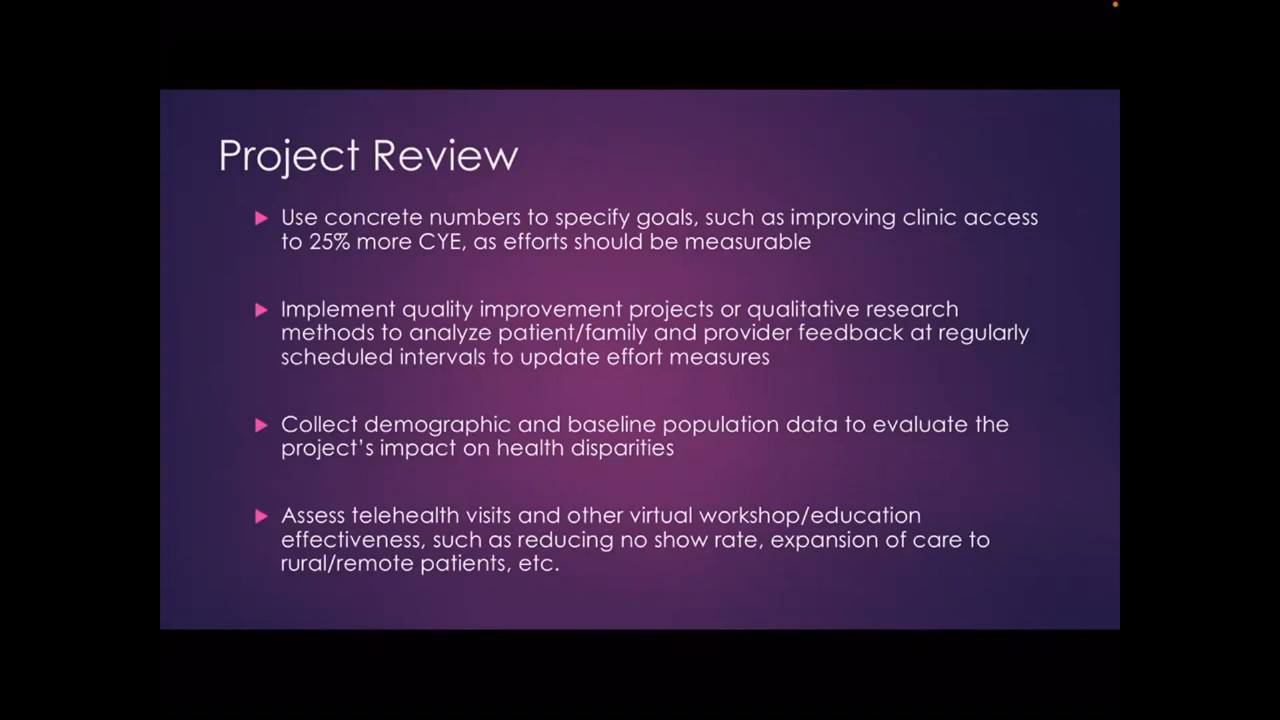 Project Review
Use concrete numbers to specify goals, such as improving clinic access
to 25% more CYE, as efforts should be measurable
Implement quality improvement projects or qualitative research
methods to analyze patient/family and provider feedback at regularly
scheduled intervals to update effort measures
Collect demographic and baseline population data to evaluate the
project’s impact on health disparities
Assess telehealth visits and other virtual workshop/education
effectiveness, such as reducing no show rate, expansion of care to
rural/remote patients, etc.